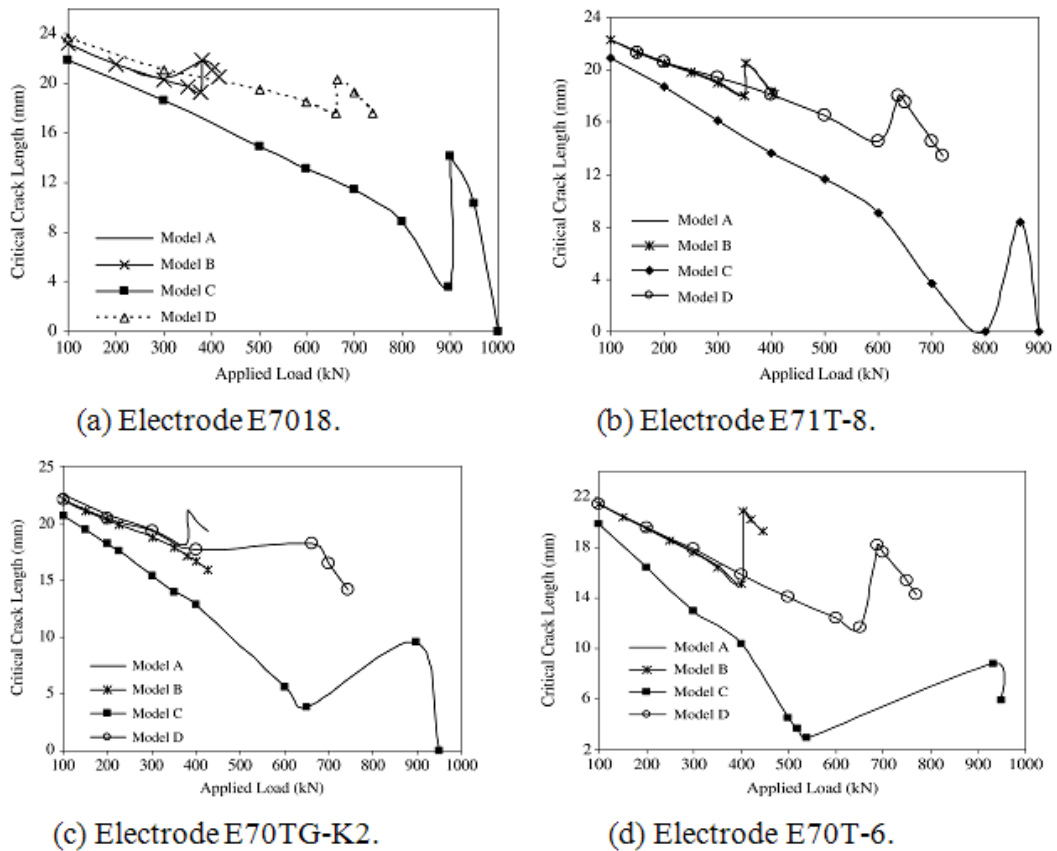 24
20
16
12
8
4
0
Critical Crack Length (mm)
Model A
Model B
Model C
Model D
100 200 300 400 500 600 700 800 900 1000
Applied Load (kN)
(a) Electrode E7018.
24
20
16
12
8
4
0
Critical Crack Length (mm)
Model A
Model B
Model C
Model D
100 200 300 400 500 600 700 800 900
Applied Load (kN)
(b) Electrode E71T-8.
25
20
15
10
5
0
Critical Crack Length (mm)
Model A
Model B
Model C
Model D
100 200 300 400 500 600 700 800 900 1000
Applied Load (kN)
(c) Electrode E70TG-K2.
22
18
14
10
6
2
Critical Crack Length (mm)
Model A
Model B
Model C
Model D
100 200 300 400 500 600 700 800 900 1000
Applied Load (kN)
(d) Electrode E70T-6.